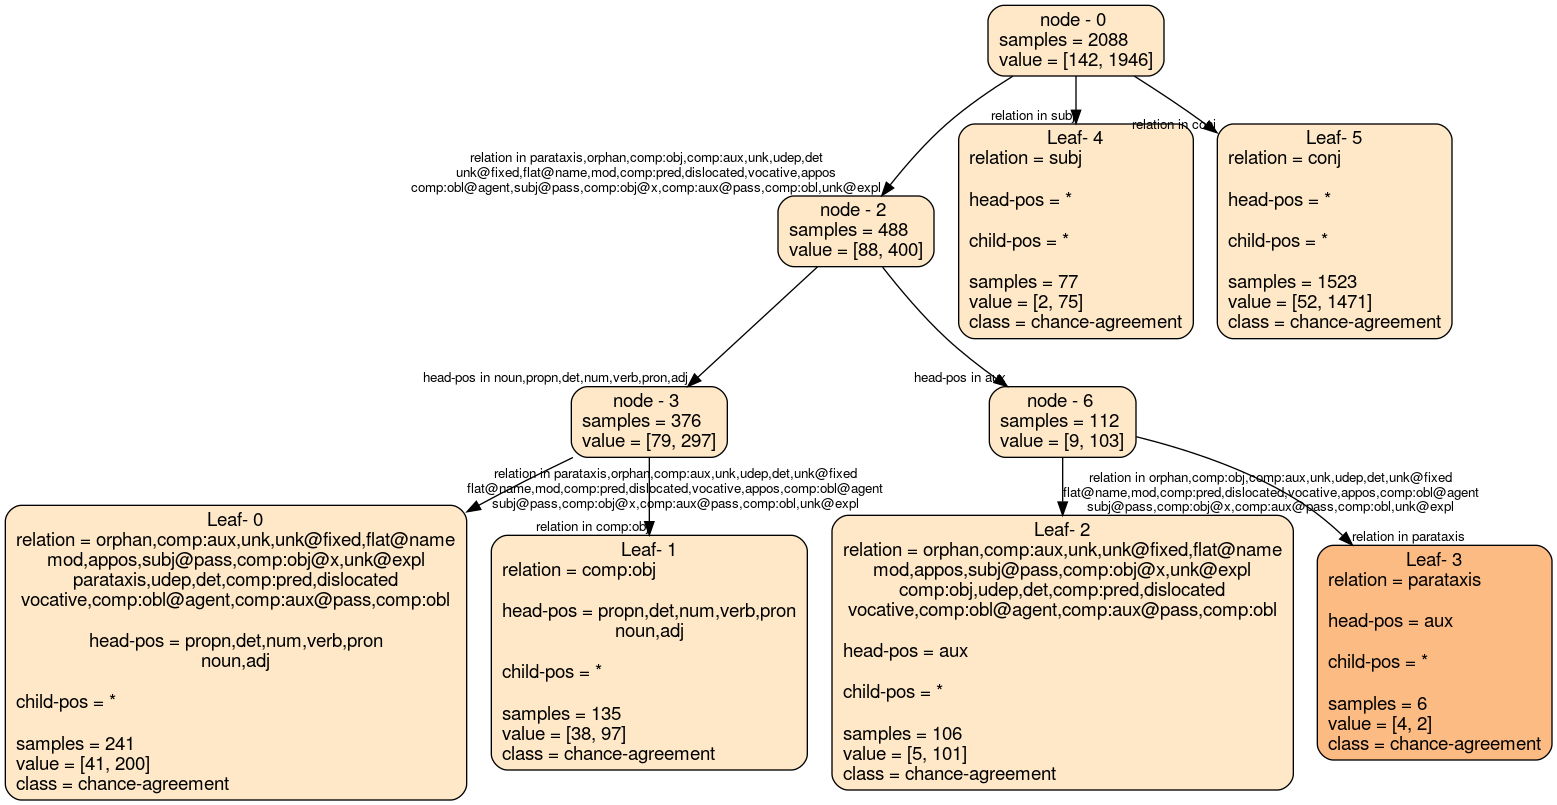 node - 0
samples = 2088
value = [142, 1946]
relation in subj
relation in conj
Leaf- 4
relation = subj
head-pos = *
child-pos = *
samples = 77
value = [2, 75]
class = chance-agreement
Leaf- 5
relation = conj
head-pos = *
child-pos = *
samples = 1523
value = [52, 1471]
class = chance-agreement
relation in parataxis,orphan,comp:obj,comp:aux,unk,udep,det
unk@fixed,flat@name,mod,comp:pred,dislocated,vocative,appos
comp:obl@agent,subj@pass,comp:obj@x,comp:aux@pass,comp:obl,unk@expl
node - 2
samples = 488
value = [88, 400]
head-pos in noun,propn,det,num,verb,pron,adj
head-pos in aux
node - 3
samples = 376
value = [79, 297]
node - 6
samples = 112
value = [9, 103]
relation in parataxis,orphan,comp:aux,unk,udep,det,unk@fixed
flat@name,mod,comp:pred,dislocated,vocative,appos,comp:obl@agent
subj@pass,comp:obj@x,comp:aux@pass,comp:obl,unk@expl
relation in comp:obj
relation in orphan,comp:obj,comp:aux,unk,udep,det,unk@fixed
flat@name,mod,comp:pred,dislocated,vocative,appos,comp:obl@agent
subj@pass,comp:obj@x,comp:aux@pass,comp:obl,unk@expl
relation in parataxis
Leaf- 0
relation = orphan,comp:aux,unk,unk@fixed,flat@name
mod,appos,subj@pass,comp:obj@x,unk@expl
parataxis,udep,det,comp:pred,dislocated
vocative,comp:obl@agent,comp:aux@pass,comp:obl
head-pos = propn,det,num,verb,pron
noun,adj
child-pos = *
samples = 241
value = [41, 200]
class = chance-agreement
Leaf- 1
relation = comp:obj
head-pos = propn,det,num,verb,pron
noun,adj
child-pos = *
samples = 135
value = [38, 97]
class = chance-agreement
Leaf- 2
relation = orphan,comp:aux,unk,unk@fixed,flat@name
mod,appos,subj@pass,comp:obj@x,unk@expl
comp:obj,udep,det,comp:pred,dislocated
vocative,comp:obl@agent,comp:aux@pass,comp:obl
head-pos = aux
child-pos = *
samples = 106
value = [5, 101]
class = chance-agreement
Leaf- 3
relation = parataxis
head-pos = aux
child-pos = *
samples = 6
value = [4, 2]
class = chance-agreement